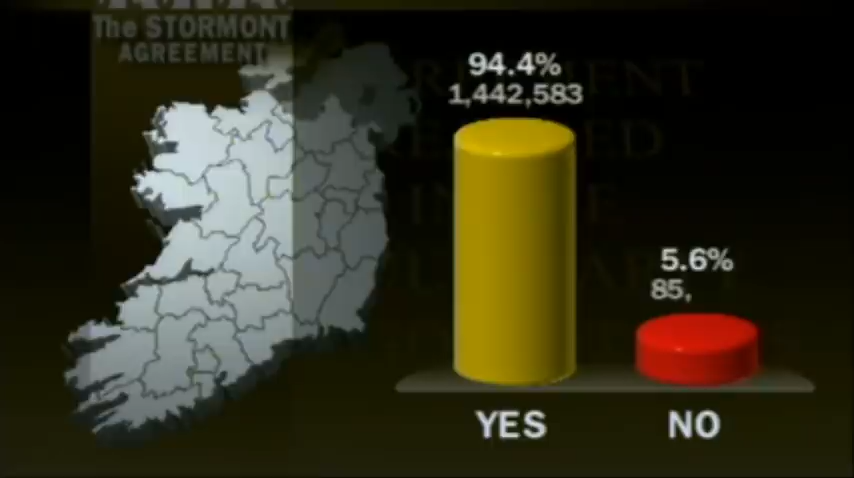 The STORMONT
AGREEMENT
94.4%
1,442,583
5.6%
85,
YES
NO